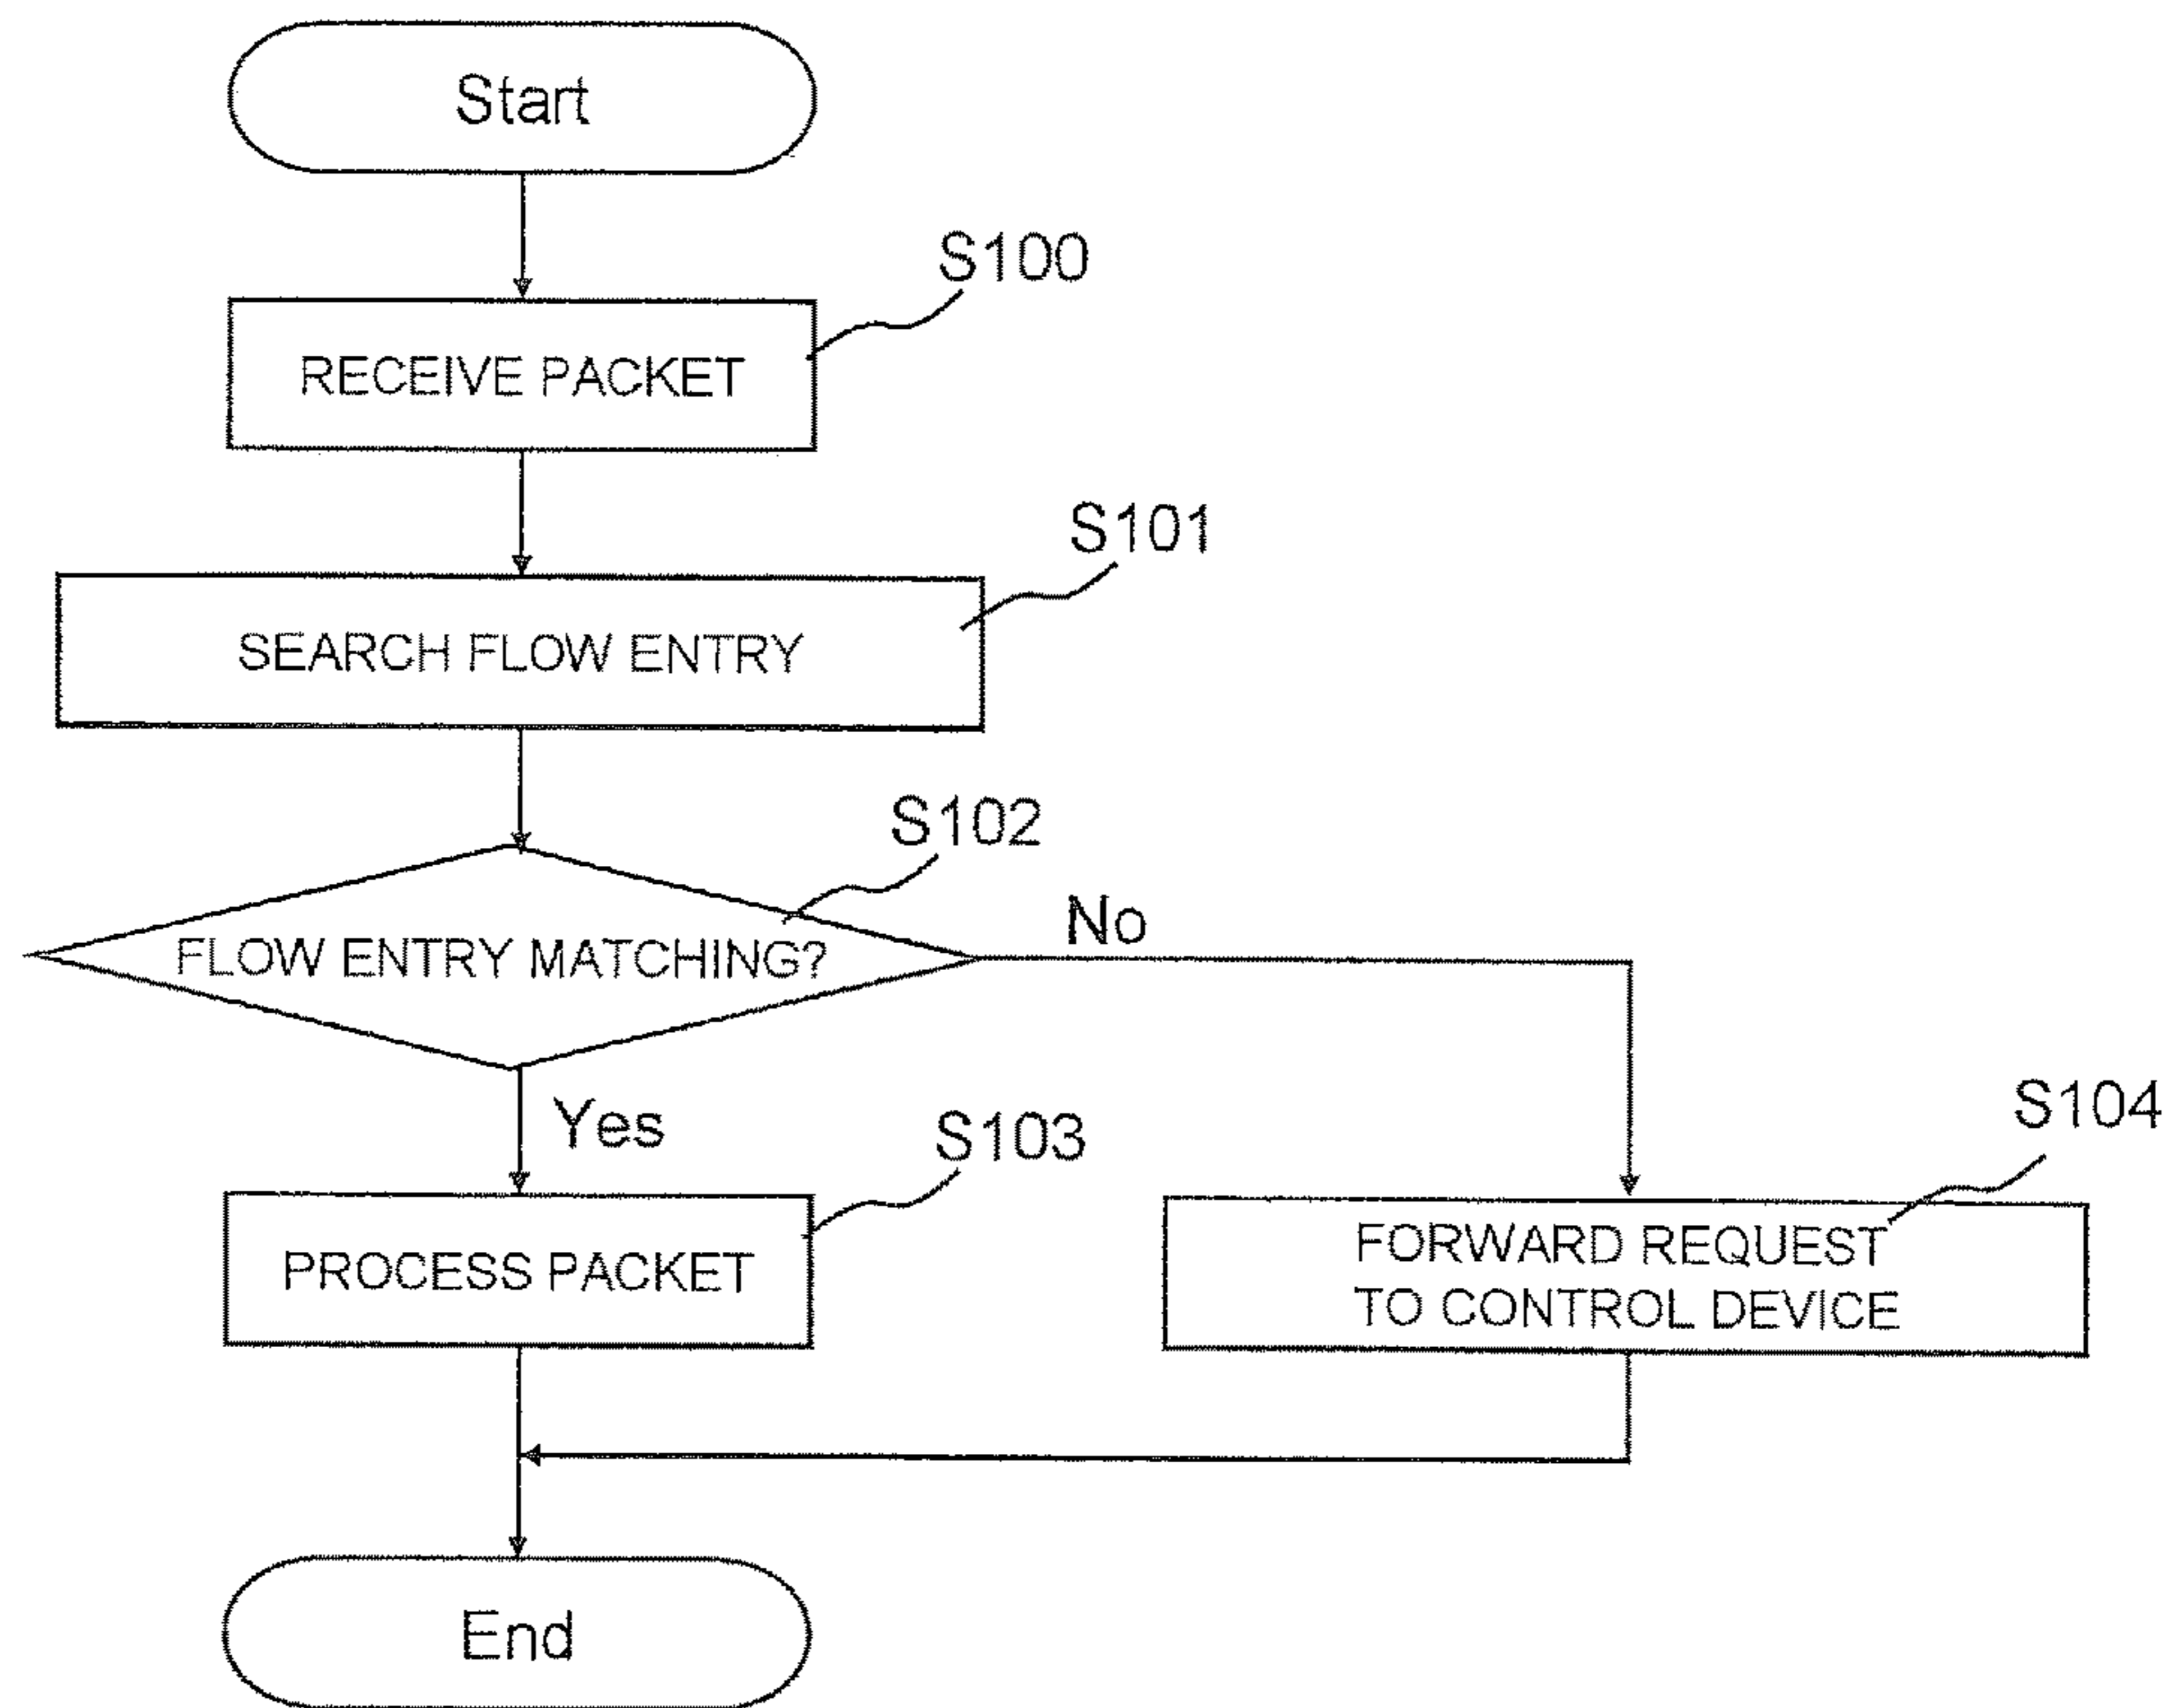 Start
S100
RECEIVE PACKET
S101
SEARCH FLOW ENTRY
S102
FLOW ENTRY MATCHING?
No
Yes
S103
PROCESS PACKET
S104
FORWARD REQUEST
TO CONTROL DEVICE
End